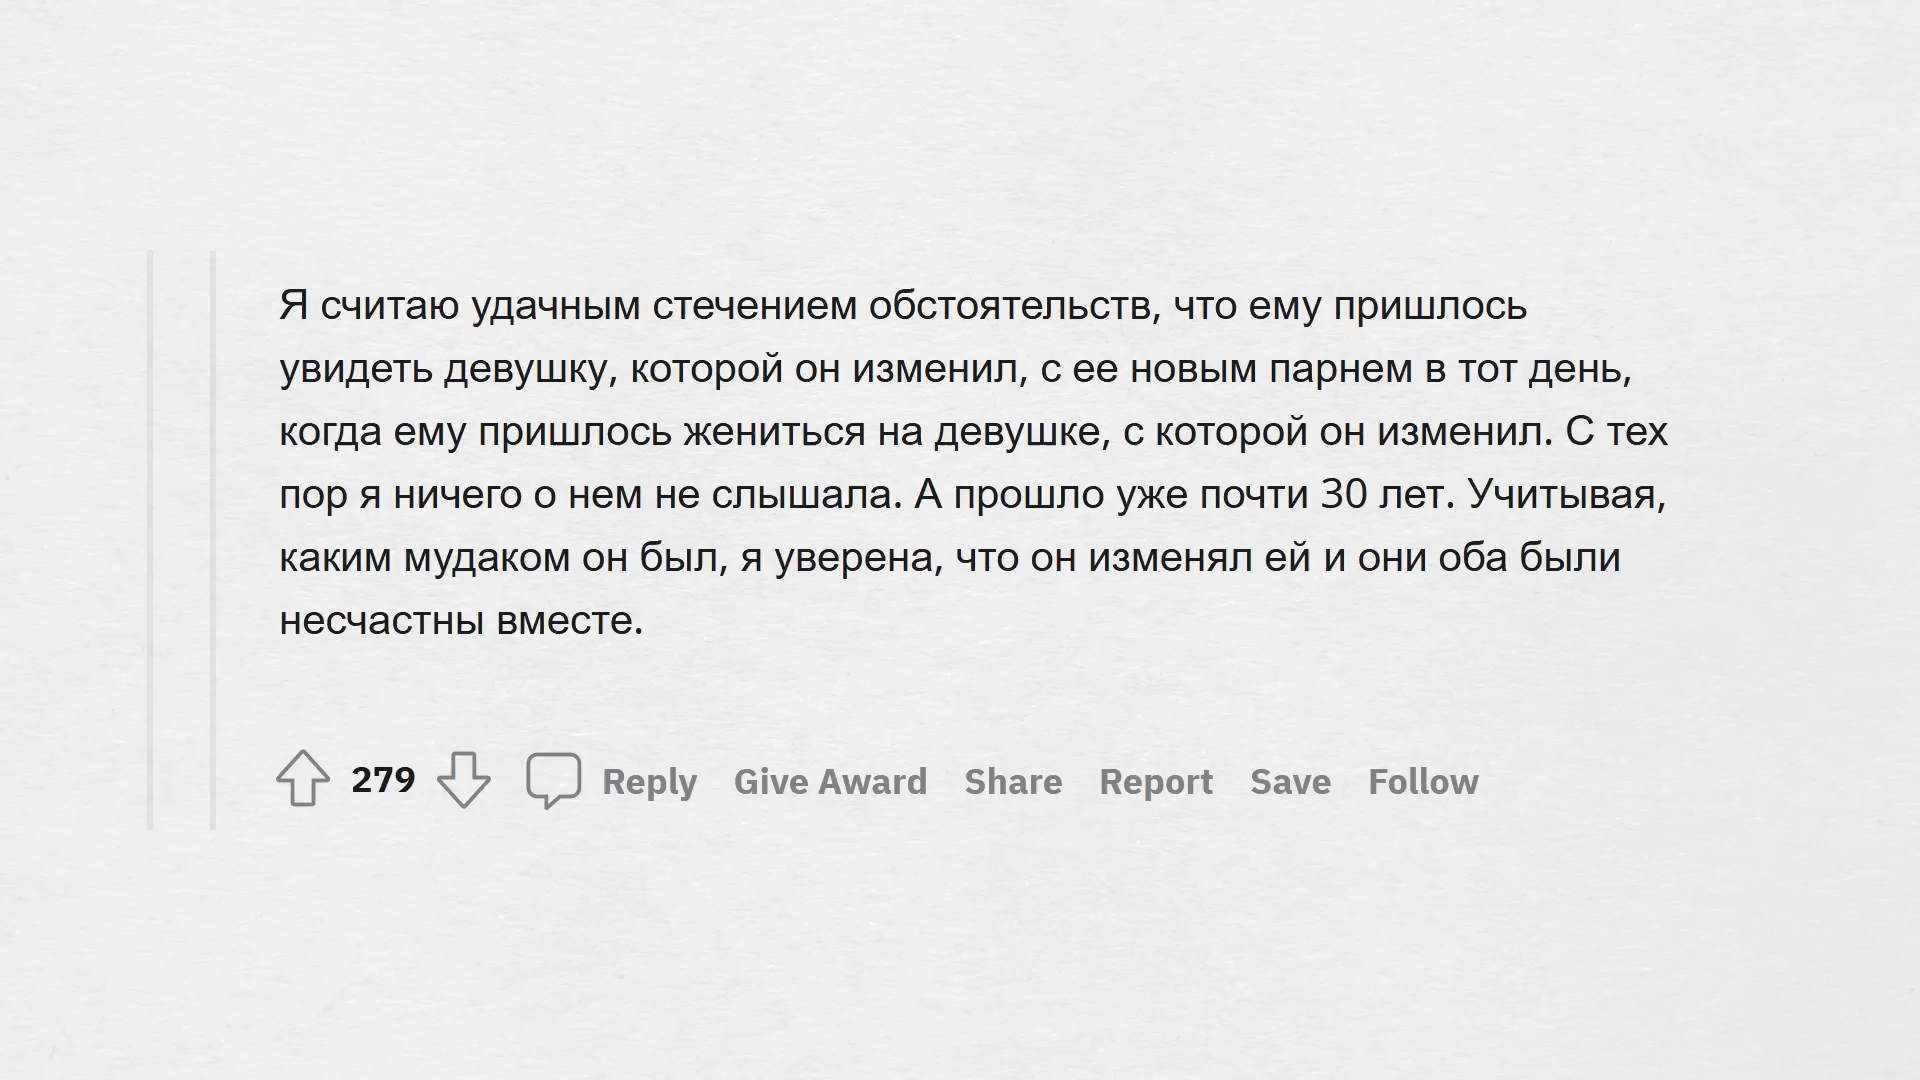 Я считаю удачным стечением обстоятельств, что ему пришлось
увидеть девушку, которой он изменил, с ее новым парнем в тот день,
когда ему пришлось жениться на девушке, с которой он изменил. С тех
пор я ничего о нем не слышала. А прошло уже почти 30 лет. Учитывая,
каким мудаком он был, я уверена, что он изменял ей и они оба были
несчастны вместе.
279 Reply Give Award Share Report Save Follow